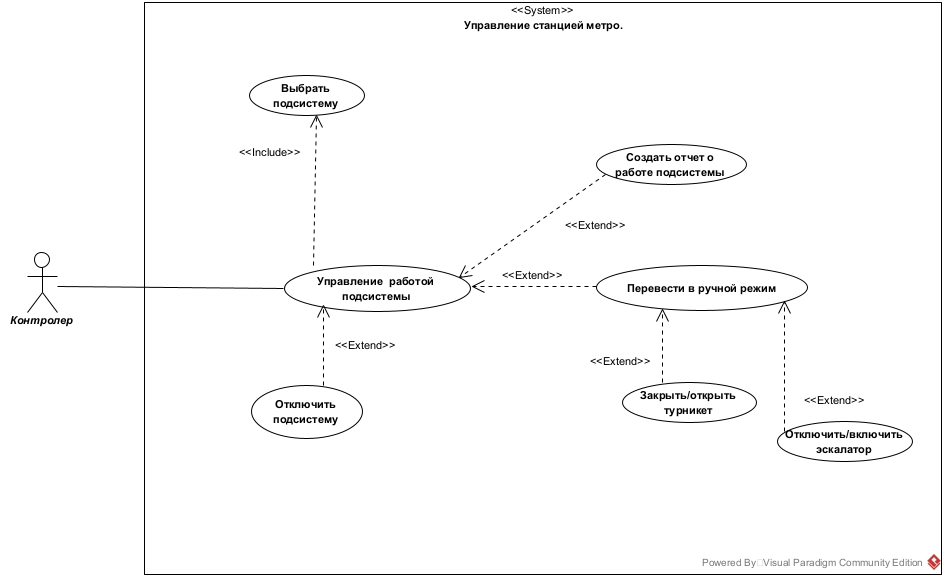 <<System>>
Управление станцией метро.
Выбрать
подсистему
<<Include>>
Создать отчет о
работе подсистемы
<<Extend>>
Управление работой
подсистемы
<<Extend>>
Перевести в ручной режим
Контролер
<<Extend>>
<<Extend>>
Отключить
подсистему
Закрыть/открыть
турникет
<<Extend>>
Отключить/включить
эскалатор
Powered By Visual Paradigm Community Edition